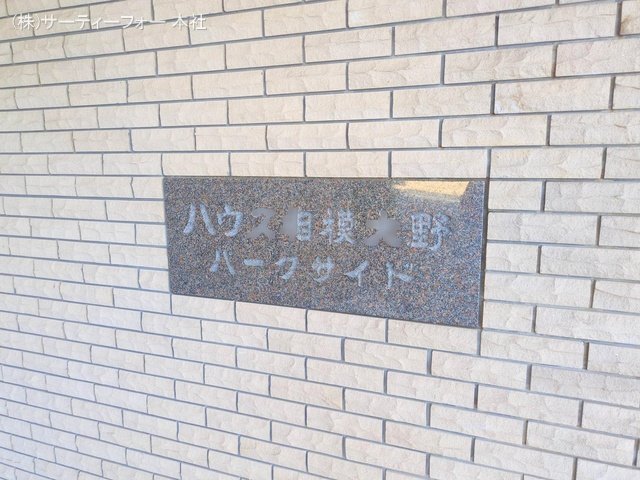 (株)サーティーフォー 本社
ハウス相模大野
パークサイド